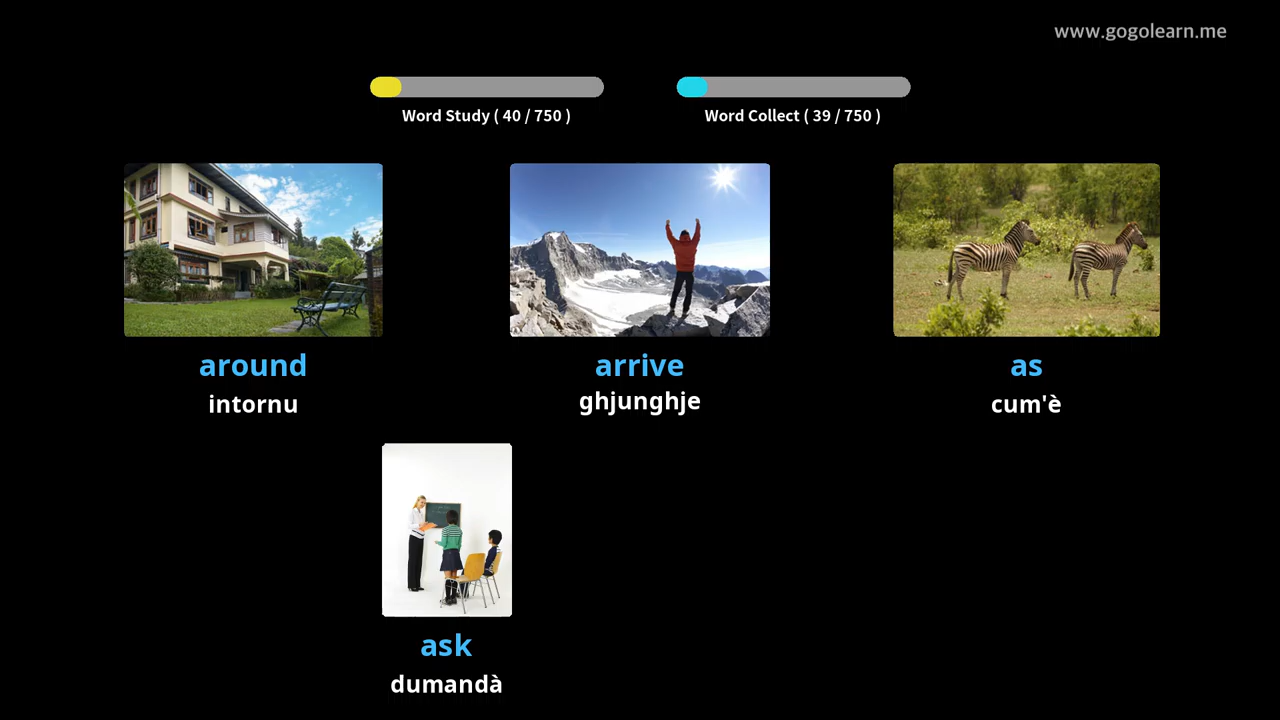 www.gogolearn.me
Word Study ( 40 / 750 )
Word Collect ( 39 / 750 )
around
intornu
arrive
ghjunghje
as
cum'è
ask
dumandà